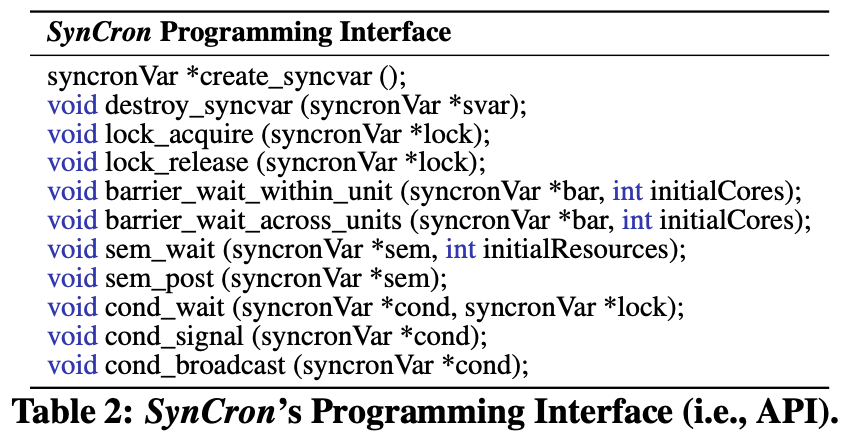 SynCron Programming Interface
syncronVar *create_syncvar ();
void destroy_syncvar (syncronVar *svar);
void lock_acquire (syncronVar *lock);
void lock_release (syncronVar *lock);
void barrier_wait_within_unit (syncronVar *bar, int initialCores);
void barrier_wait_across_units (syncronVar *bar, int initialCores);
void sem_wait (syncronVar *sem, int initialResources);
void sem_post (syncronVar *sem);
void cond_wait (syncronVar *cond, syncronVar *lock);
void cond_signal (syncronVar *cond);
void cond_broadcast (syncronVar *cond);
Table 2: SynCron’s Programming Interface (i.e., API).